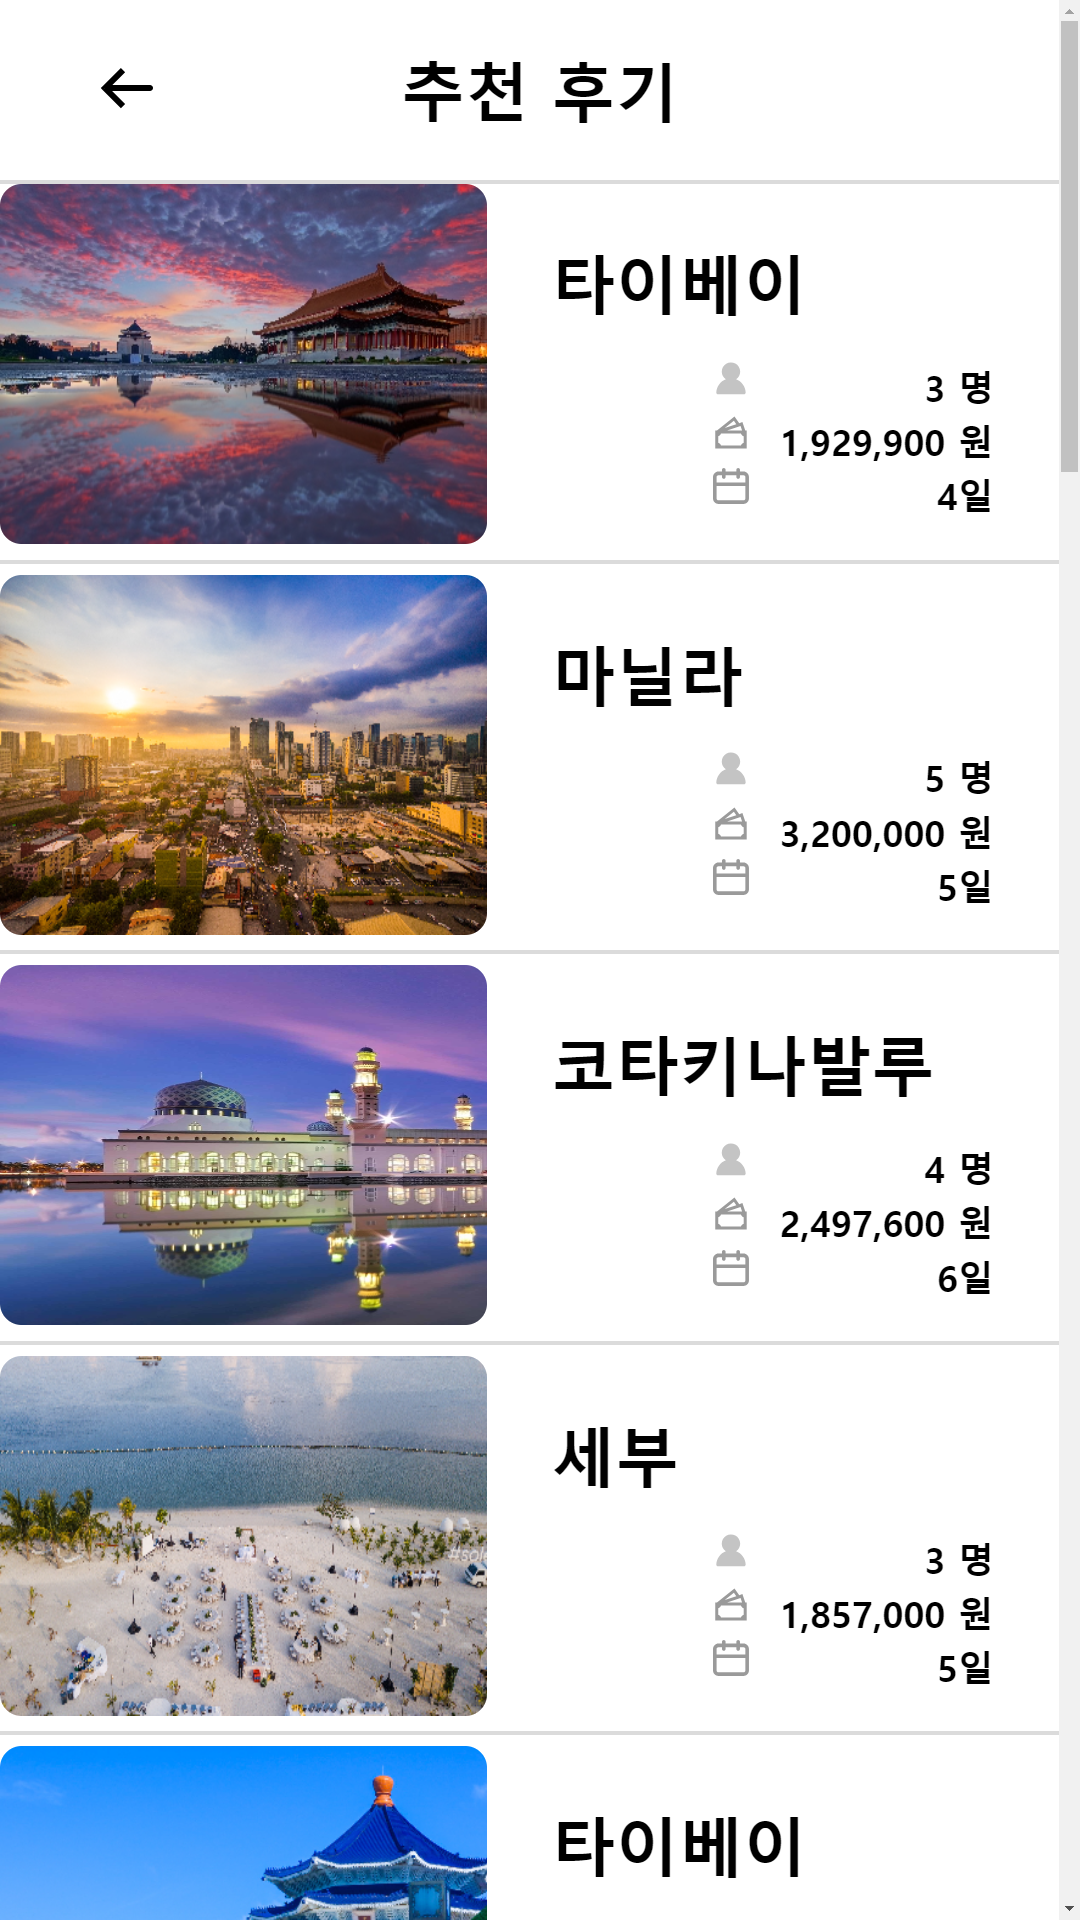 추천 후기
타이베이
3 명
1,929,900 원
4일
마닐라
5 명
3,200,000 원
5일
코타키나발루
4 명
2,497,600 원
6일
세부
3 명
1,857,000 원
5일
타이베이